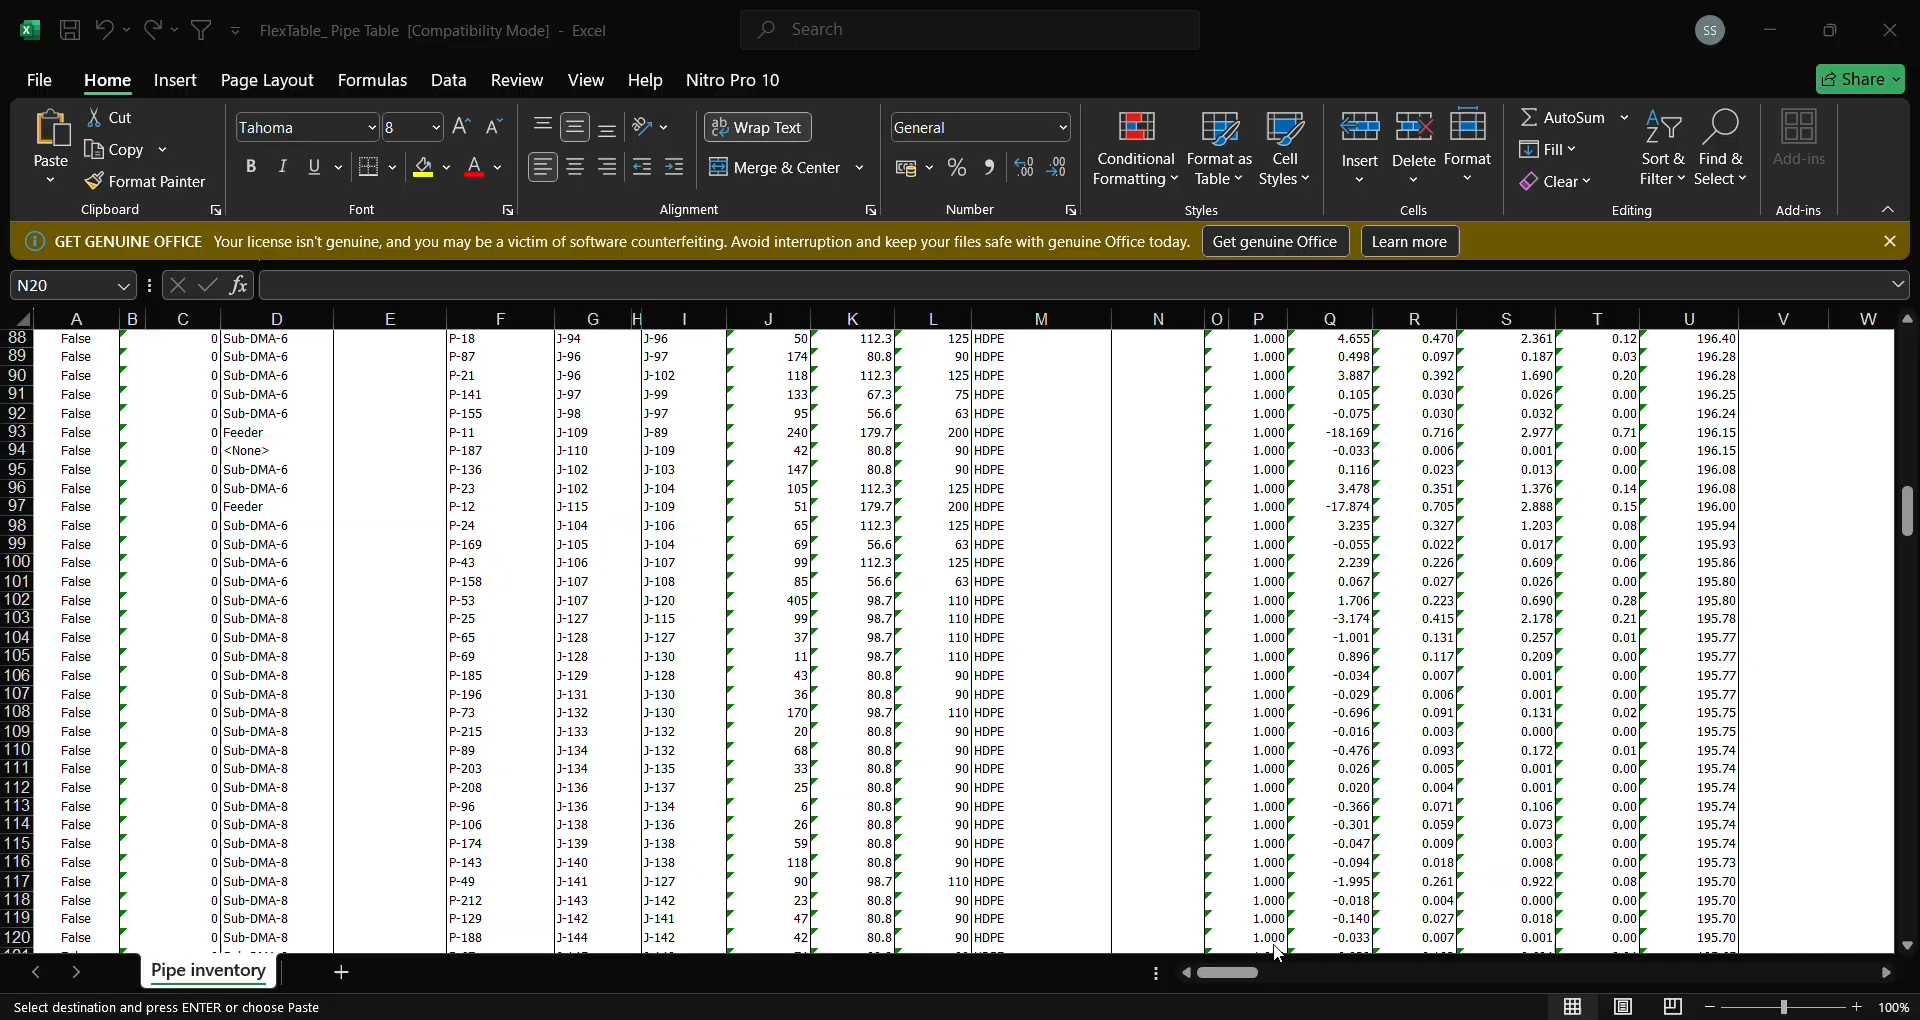 FlexTable_ Pipe Table [Compatibility Mode] - Excel
Search
SS
File Home Insert Page Layout Formulas Data Review View Help Nitro Pro 10
Share
Paste
Cut
Copy
Format Painter
Clipboard
Tahoma 8
B I U
Font
Wrap Text
Merge & Center
Alignment
General
Number
Conditional Formatting
Format as Table
Cell Styles
Styles
Insert Delete Format
Cells
AutoSum
Fill
Clear
Sort & Filter
Find & Select
Editing
Add-ins
Add-ins
GET GENUINE OFFICE Your license isn't genuine, and you may be a victim of software counterfeiting. Avoid interruption and keep your files safe with genuine Office today. Get genuine Office Learn more
N20 fx
A B C D E F G H I J K L M N O P Q R S T U V W
88 False 0 Sub-DMA-6 P-18 J-94 J-96 50 112.3 125 HDPE 1.000 4.655 0.470 2.361 0.12 196.40
89 False 0 Sub-DMA-6 P-87 J-96 J-97 174 80.8 90 HDPE 1.000 0.498 0.097 0.187 0.03 196.28
90 False 0 Sub-DMA-6 P-21 J-96 J-102 118 112.3 125 HDPE 1.000 3.887 0.392 1.690 0.20 196.28
91 False 0 Sub-DMA-6 P-141 J-97 J-99 133 67.3 75 HDPE 1.000 0.105 0.030 0.026 0.00 196.25
92 False 0 Sub-DMA-6 P-155 J-98 J-97 95 56.6 63 HDPE 1.000 -0.075 0.030 0.032 0.00 196.24
93 False 0 Feeder P-11 J-109 J-89 240 179.7 200 HDPE 1.000 -18.169 0.716 2.977 0.71 196.15
94 False 0 <None> P-187 J-110 J-109 42 80.8 90 HDPE 1.000 -0.033 0.006 0.001 0.00 196.15
95 False 0 Sub-DMA-6 P-136 J-102 J-103 147 80.8 90 HDPE 1.000 0.116 0.023 0.013 0.00 196.08
96 False 0 Sub-DMA-6 P-23 J-102 J-104 105 112.3 125 HDPE 1.000 3.478 0.351 1.376 0.14 196.08
97 False 0 Feeder P-12 J-115 J-109 51 179.7 200 HDPE 1.000 -17.874 0.705 2.888 0.15 196.00
98 False 0 Sub-DMA-6 P-24 J-104 J-106 65 112.3 125 HDPE 1.000 3.235 0.327 1.203 0.08 195.94
99 False 0 Sub-DMA-6 P-169 J-105 J-104 69 56.6 63 HDPE 1.000 -0.055 0.022 0.017 0.00 195.93
100 False 0 Sub-DMA-6 P-43 J-106 J-107 99 112.3 125 HDPE 1.000 2.239 0.226 0.609 0.06 195.86
101 False 0 Sub-DMA-6 P-158 J-107 J-108 85 56.6 63 HDPE 1.000 0.067 0.027 0.026 0.00 195.80
102 False 0 Sub-DMA-6 P-53 J-107 J-120 405 98.7 110 HDPE 1.000 1.706 0.223 0.690 0.28 195.80
103 False 0 Sub-DMA-8 P-25 J-127 J-115 99 98.7 110 HDPE 1.000 -3.174 0.415 2.178 0.21 195.78
104 False 0 Sub-DMA-8 P-65 J-128 J-127 37 98.7 110 HDPE 1.000 -1.001 0.131 0.257 0.01 195.77
105 False 0 Sub-DMA-8 P-69 J-128 J-130 11 98.7 110 HDPE 1.000 0.896 0.117 0.209 0.00 195.77
106 False 0 Sub-DMA-8 P-185 J-129 J-128 43 80.8 90 HDPE 1.000 -0.034 0.007 0.001 0.00 195.77
107 False 0 Sub-DMA-8 P-196 J-131 J-130 36 80.8 90 HDPE 1.000 -0.029 0.006 0.001 0.00 195.77
108 False 0 Sub-DMA-8 P-73 J-132 J-130 170 98.7 110 HDPE 1.000 -0.696 0.091 0.131 0.02 195.75
109 False 0 Sub-DMA-8 P-215 J-133 J-132 20 80.8 90 HDPE 1.000 -0.016 0.003 0.000 0.00 195.75
110 False 0 Sub-DMA-8 P-89 J-134 J-132 68 80.8 90 HDPE 1.000 -0.476 0.093 0.172 0.01 195.74
111 False 0 Sub-DMA-8 P-203 J-134 J-135 33 80.8 90 HDPE 1.000 0.026 0.005 0.001 0.00 195.74
112 False 0 Sub-DMA-8 P-208 J-136 J-137 25 80.8 90 HDPE 1.000 0.020 0.004 0.001 0.00 195.74
113 False 0 Sub-DMA-8 P-96 J-136 J-134 6 80.8 90 HDPE 1.000 -0.366 0.071 0.106 0.00 195.74
114 False 0 Sub-DMA-8 P-106 J-138 J-136 26 80.8 90 HDPE 1.000 -0.301 0.059 0.073 0.00 195.74
115 False 0 Sub-DMA-8 P-174 J-139 J-138 59 80.8 90 HDPE 1.000 -0.047 0.009 0.003 0.00 195.74
116 False 0 Sub-DMA-8 P-143 J-140 J-138 118 80.8 90 HDPE 1.000 -0.094 0.018 0.008 0.00 195.73
117 False 0 Sub-DMA-8 P-49 J-141 J-127 90 98.7 110 HDPE 1.000 -1.995 0.261 0.922 0.08 195.70
118 False 0 Sub-DMA-8 P-212 J-143 J-142 23 80.8 90 HDPE 1.000 -0.018 0.004 0.000 0.00 195.70
119 False 0 Sub-DMA-8 P-129 J-142 J-141 47 80.8 90 HDPE 1.000 -0.140 0.027 0.018 0.00 195.70
120 False 0 Sub-DMA-8 P-188 J-144 J-142 42 80.8 90 HDPE 1.000 -0.033 0.007 0.001 0.00 195.70
Pipe inventory
Select destination and press ENTER or choose Paste
100%